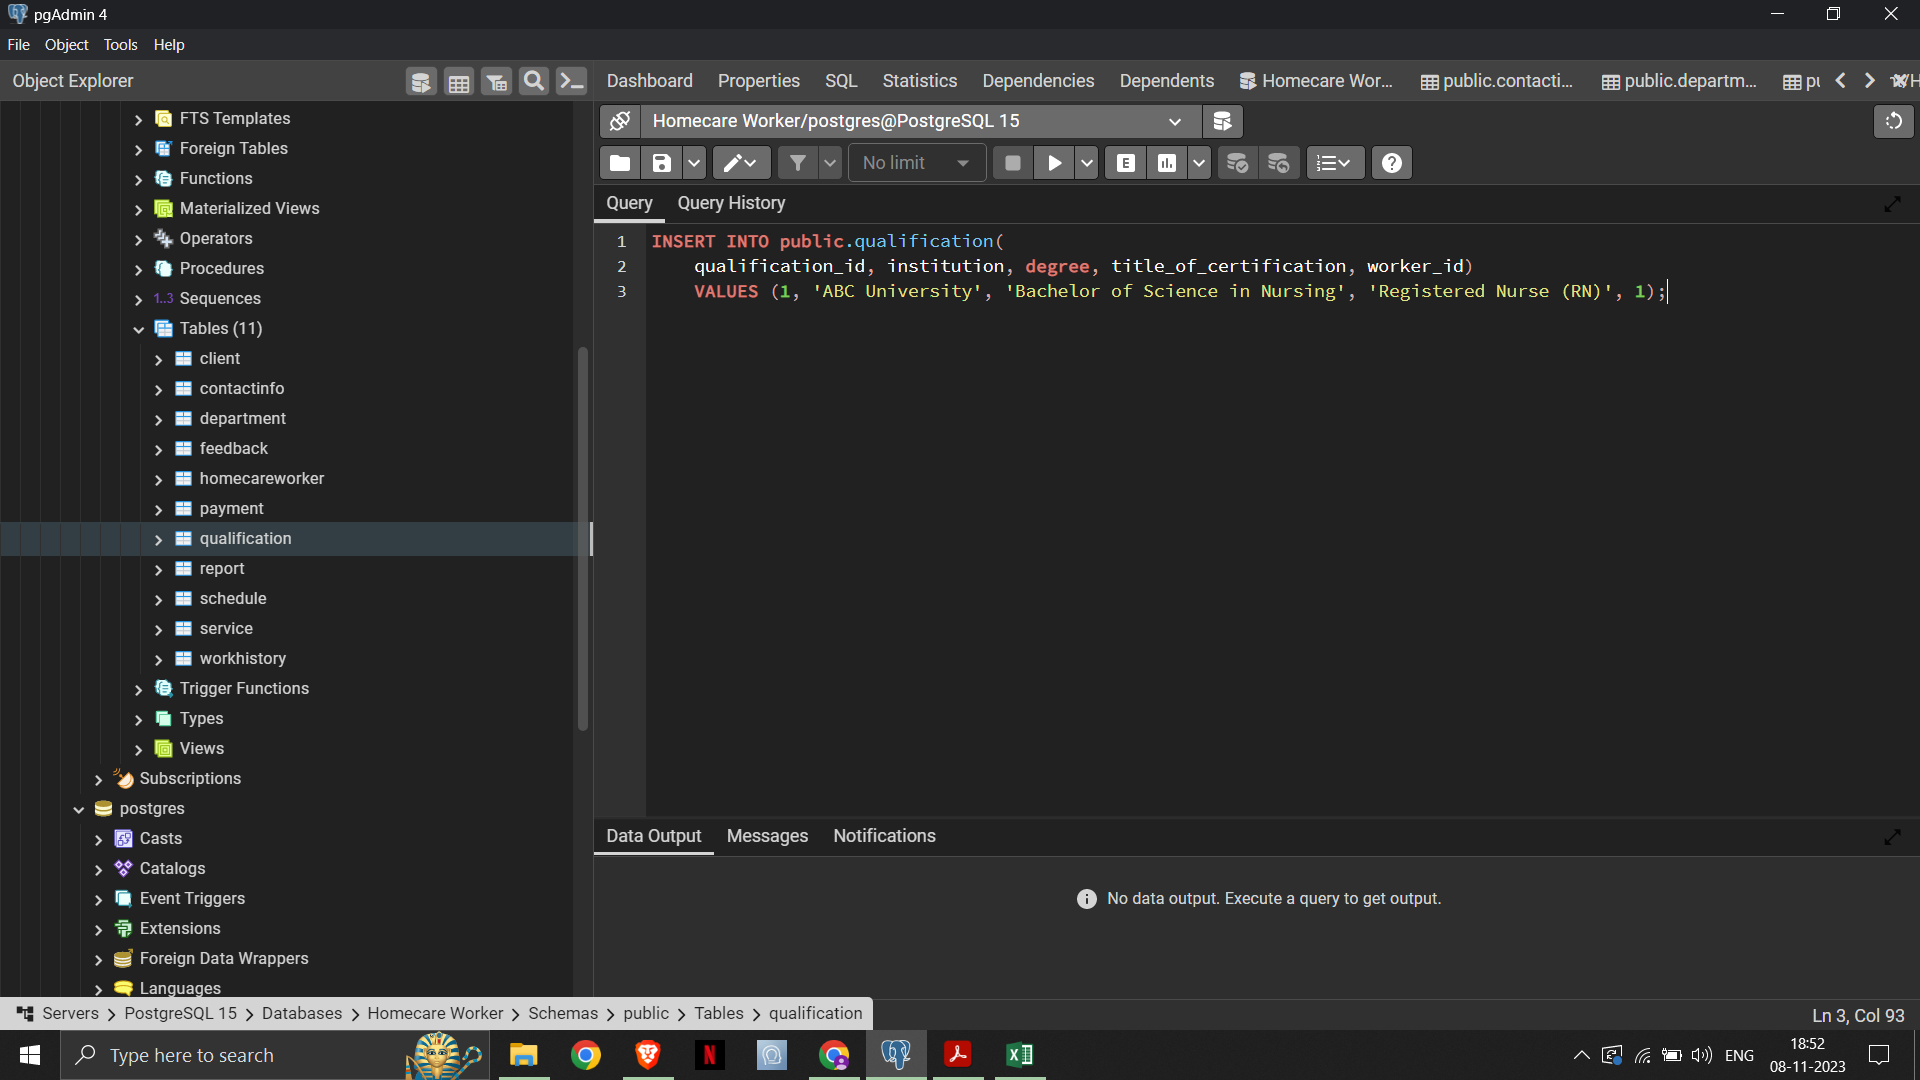 pgAdmin 4
File Object Tools Help
Object Explorer
Dashboard Properties SQL Statistics Dependencies Dependents Homecare Wor... public.contacti... public.departm...
Homecare Worker/postgres@PostgreSQL 15
No limit
E
Query Query History
1 INSERT INTO public.qualification(
2 qualification_id, institution, degree, title_of_certification, worker_id)
3 VALUES (1, 'ABC University', 'Bachelor of Science in Nursing', 'Registered Nurse (RN)', 1);
FTS Templates
Foreign Tables
Functions
Materialized Views
Operators
Procedures
1..3 Sequences
Tables (11)
client
contactinfo
department
feedback
homecareworker
payment
qualification
report
schedule
service
workhistory
Trigger Functions
Types
Views
Subscriptions
postgres
Casts
Catalogs
Event Triggers
Extensions
Foreign Data Wrappers
Languages
Data Output Messages Notifications
No data output. Execute a query to get output.
Servers > PostgreSQL 15 > Databases > Homecare Worker > Schemas > public > Tables > qualification
Ln 3, Col 93
Type here to search
ENG
18:52
08-11-2023